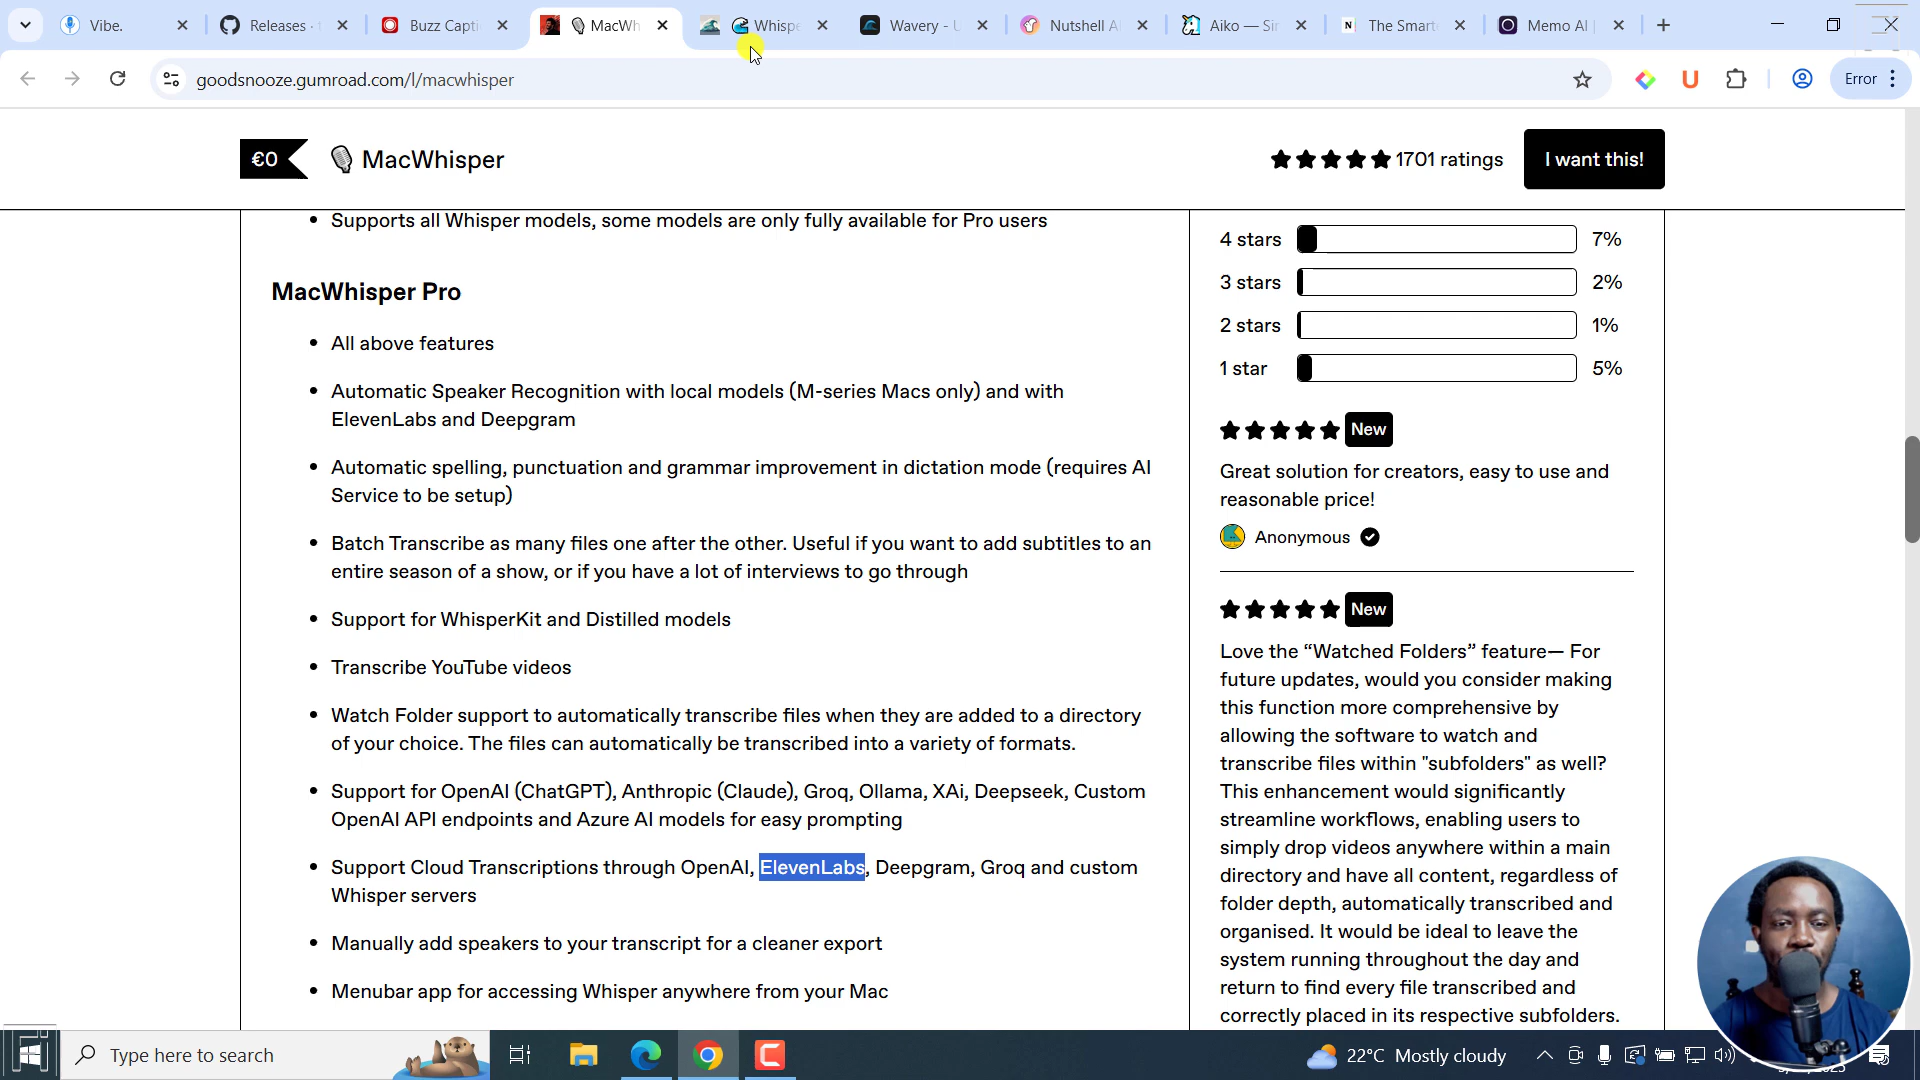 Vibe.
Releases ·
Buzz Capti
MacWh
Whispe
Wavery - U
Nutshell A
Aiko — Sir
The Smart
Memo AI |
goodsnooze.gumroad.com/l/macwhisper
Error
€0
MacWhisper
1701 ratings
I want this!
Supports all Whisper models, some models are only fully available for Pro users
MacWhisper Pro
All above features
Automatic Speaker Recognition with local models (M-series Macs only) and with
ElevenLabs and Deepgram
Automatic spelling, punctuation and grammar improvement in dictation mode (requires AI
Service to be setup)
Batch Transcribe as many files one after the other. Useful if you want to add subtitles to an
entire season of a show, or if you have a lot of interviews to go through
Support for WhisperKit and Distilled models
Transcribe YouTube videos
Watch Folder support to automatically transcribe files when they are added to a directory
of your choice. The files can automatically be transcribed into a variety of formats.
Support for OpenAI (ChatGPT), Anthropic (Claude), Groq, Ollama, XAi, Deepseek, Custom
OpenAI API endpoints and Azure AI models for easy prompting
Support Cloud Transcriptions through OpenAI, ElevenLabs, Deepgram, Groq and custom
Whisper servers
Manually add speakers to your transcript for a cleaner export
Menubar app for accessing Whisper anywhere from your Mac
4 stars 7%
3 stars 2%
2 stars 1%
1 star 5%
New
Great solution for creators, easy to use and
reasonable price!
Anonymous
New
Love the “Watched Folders” feature— For
future updates, would you consider making
this function more comprehensive by
allowing the software to watch and
transcribe files within "subfolders" as well?
This enhancement would significantly
streamline workflows, enabling users to
simply drop videos anywhere within a main
directory and have all content, regardless of
folder depth, automatically transcribed and
organised. It would be ideal to leave the
system running throughout the day and
return to find every file transcribed and
correctly placed in its respective subfolders.
Type here to search
22°C Mostly cloudy